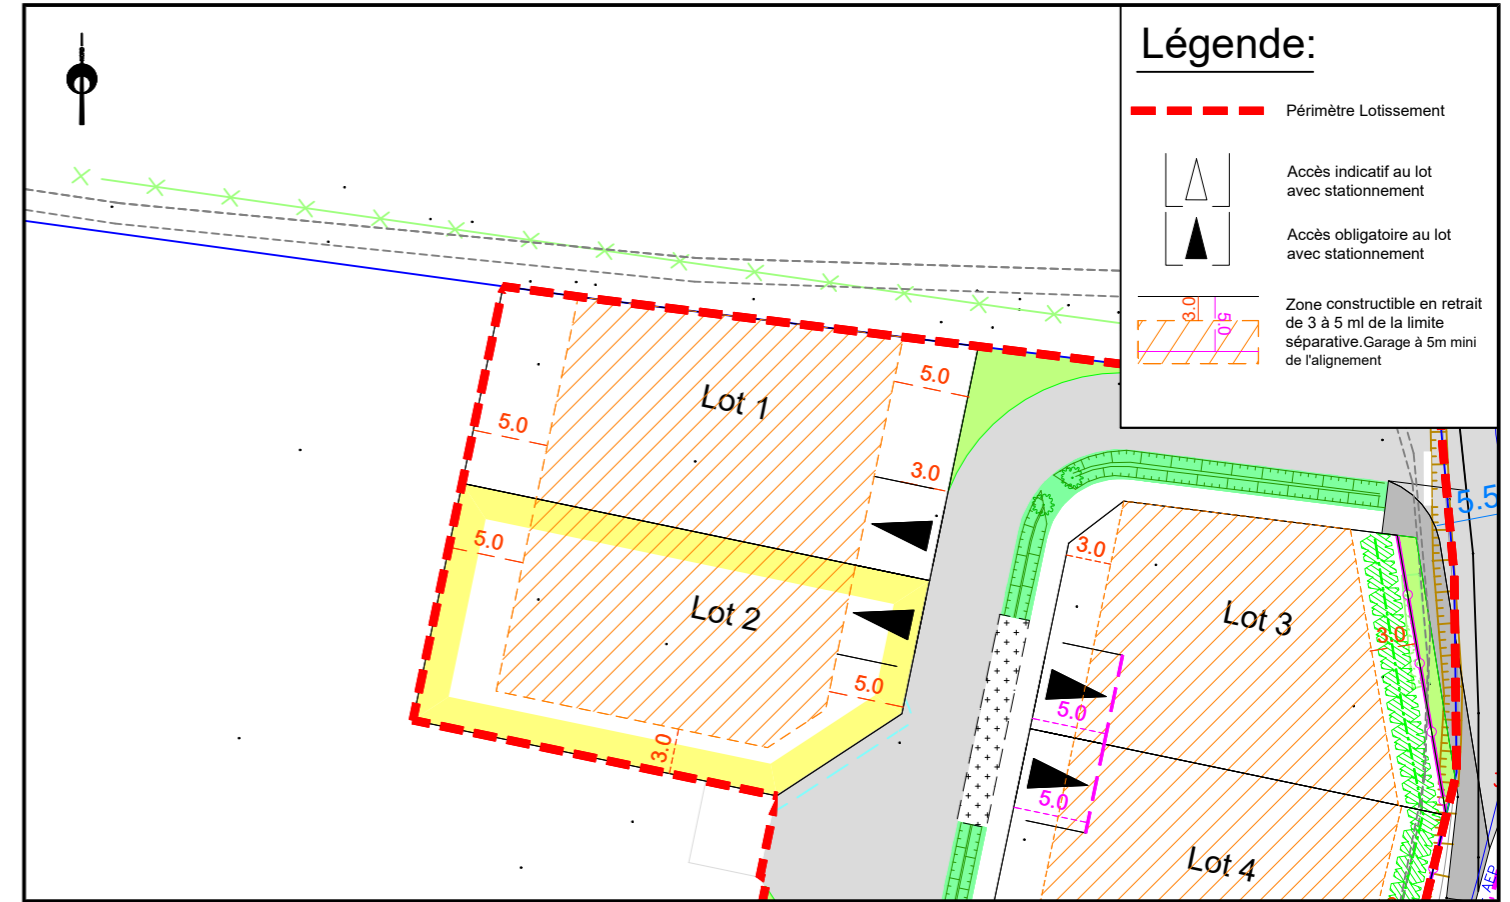 Légende:
Périmètre Lotissement
Accès indicatif au lot
avec stationnement
Accès obligatoire au lot
avec stationnement
3.0
5.0
Zone constructible en retrait
de 3 à 5 ml de la limite
séparative.Garage à 5m mini
de l'alignement
Lot 1
5.0
5.0
3.0
5.5
5.0
3.0
Lot 2
Lot 3
3.0
5.0
5.0
3.0
5.0
Lot 4
AEP